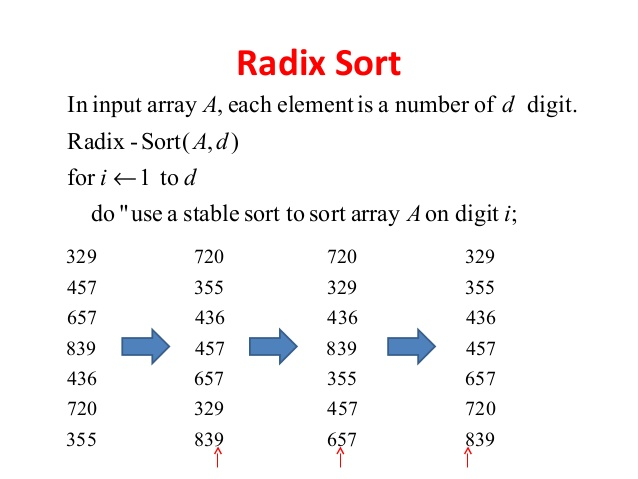 Radix Sort
In input array A, each element is a number of d digit.
Radix - Sort( A, d )
for i ← 1 to d
do "use a stable sort to sort array A on digit i;
329 720 720 329
457 355 329 355
657 436 436 436
839 457 839 457
436 657 355 657
720 329 457 720
355 839 657 839